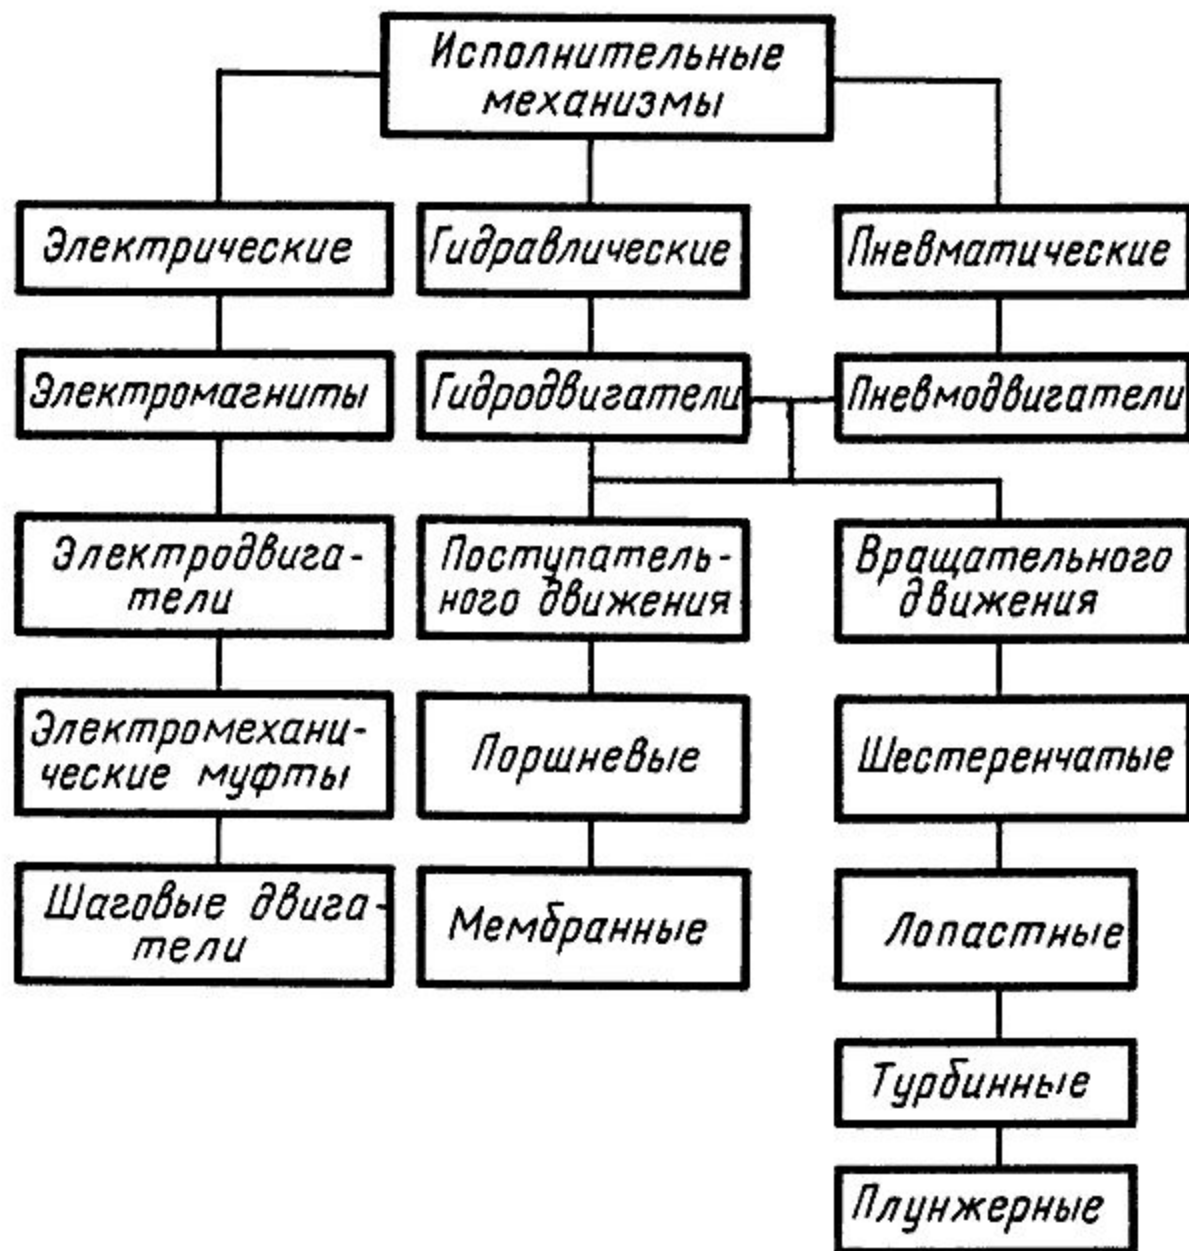 Исполнительные
механизмы
Электрические
Гидравлические
Пневматические
Электромагниты
Гидродвигатели
Пневмодвигатели
Электродвига-
тели
Поступатель-
ного движения
Вращательного
движения
Электромехани-
ческие муфты
Поршневые
Шестеренчатые
Шаговые двига-
тели
Мембранные
Лопастные
Турбинные
Плунжерные